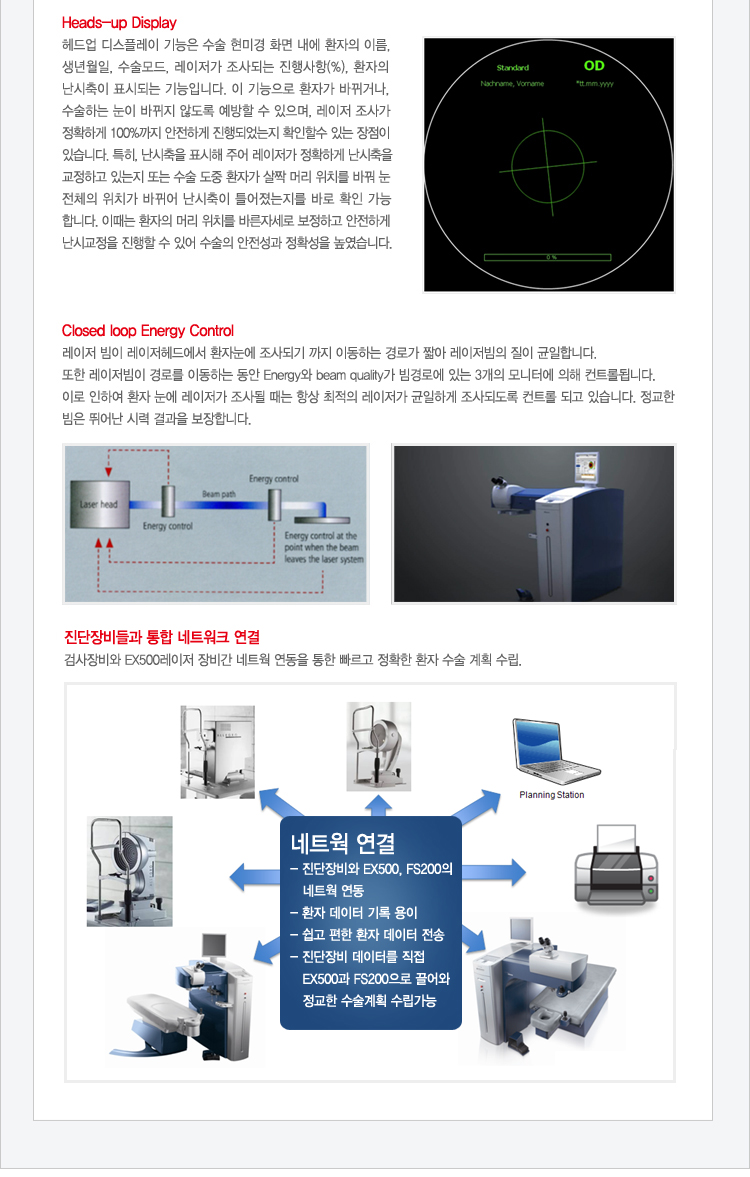 Heads-up Display
헤드업 디스플레이 기능은 수술 현미경 화면 내에 환자의 이름,
생년월일, 수술모드, 레이저가 조사되는 진행사항(%), 환자의
난시축이 표시되는 기능입니다. 이 기능으로 환자가 바뀌거나,
수술하는 눈이 바뀌지 않도록 예방할 수 있으며, 레이저 조사가
정확하게 100%까지 안전하게 진행되었는지 확인할수 있는 장점이
있습니다. 특히, 난시축을 표시해 주어 레이저가 정확하게 난시축을
교정하고 있는지 또는 수술 도중 환자가 살짝 머리 위치를 바꿔 눈
전체의 위치가 바뀌어 난시축이 틀어졌는지를 바로 확인 가능
합니다. 이때는 환자의 머리 위치를 바른자세로 보정하고 안전하게
난시교정을 진행할 수 있어 수술의 안전성과 정확성을 높였습니다.
Standard OD
Nachname, Vorname *tt.mm.yyyy
0 %
Closed loop Energy Control
레이저 빔이 레이저헤드에서 환자눈에 조사되기 까지 이동하는 경로가 짧아 레이저빔의 질이 균일합니다.
또한 레이저빔이 경로를 이동하는 동안 Energy와 beam quality가 빔경로에 있는 3개의 모니터에 의해 컨트롤됩니다.
이로 인하여 환자 눈에 레이저가 조사될 때는 항상 최적의 레이저가 균일하게 조사되도록 컨트롤 되고 있습니다. 정교한
빔은 뛰어난 시력 결과을 보장합니다.
Laser head
Energy control
Beam path
Energy control
Energy control at the
point when the beam
leaves the laser system
진단장비들과 통합 네트워크 연결
검사장비와 EX500레이저 장비간 네트웍 연동을 통한 빠르고 정확한 환자 수술 계획 수립.
Planning Station
네트웍 연결
- 진단장비와 EX500, FS200의
네트웍 연동
- 환자 데이터 기록 용이
- 쉽고 편한 환자 데이터 전송
- 진단장비 데이터를 직접
EX500과 FS200으로 끌어와
정교한 수술계획 수립가능